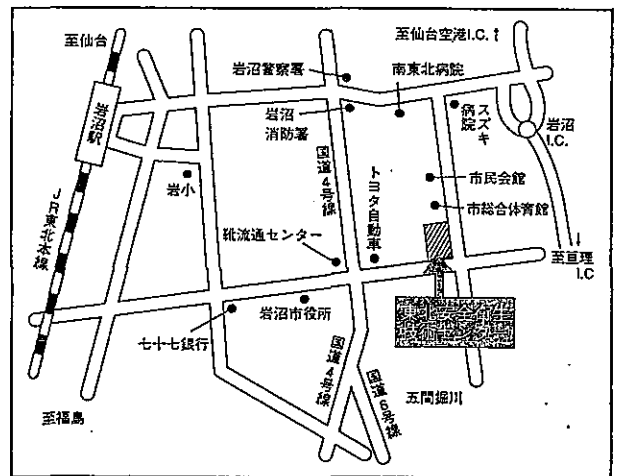 至仙台
至仙台空港I.C.↑
岩沼警察署
南東北病院
岩沼駅
岩沼
消防署
スズキ
病院
岩沼
I.C.
国道4号線
岩小
トヨタ自動車
市民会館
市総合体育館
JR東北本線
靴流通センター
至亘理
I.C
岩沼市役所
七十七銀行
国道4号線
国道6号線
五間堀川
至福島